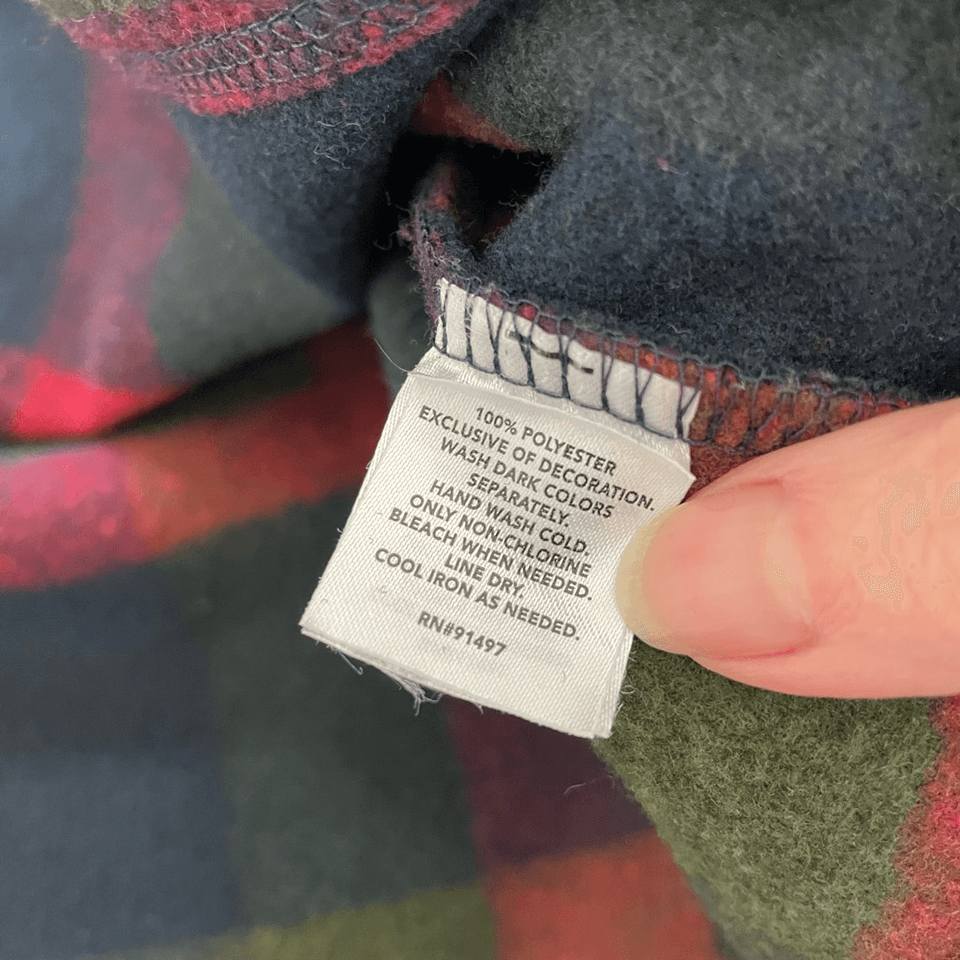 100% POLYESTER
EXCLUSIVE OF DECORATION.
WASH DARK COLORS
SEPARATELY.
HAND WASH COLD.
ONLY NON-CHLORINE
BLEACH WHEN NEEDED.
LINE DRY.
COOL IRON AS NEEDED.
RN#91497